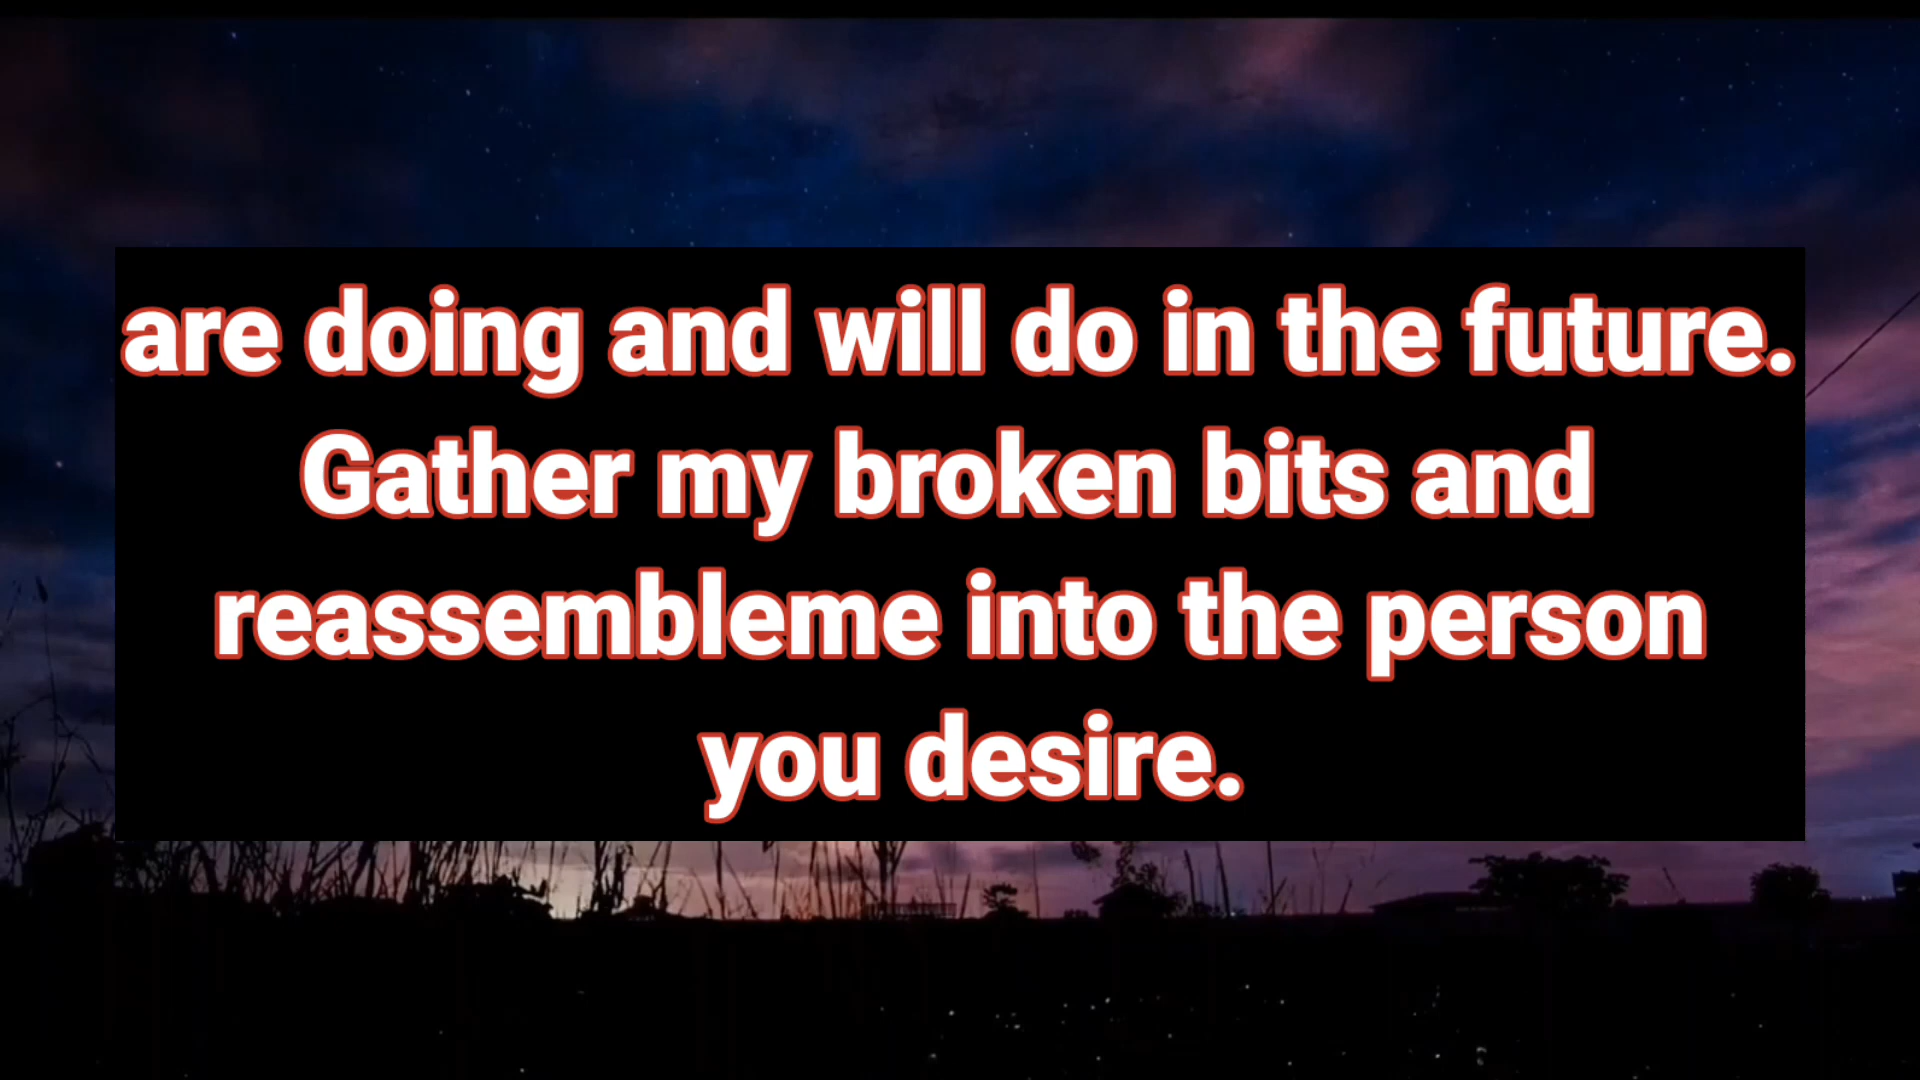 are doing and will do in the future.
Gather my broken bits and
reassembleme into the person
you desire.